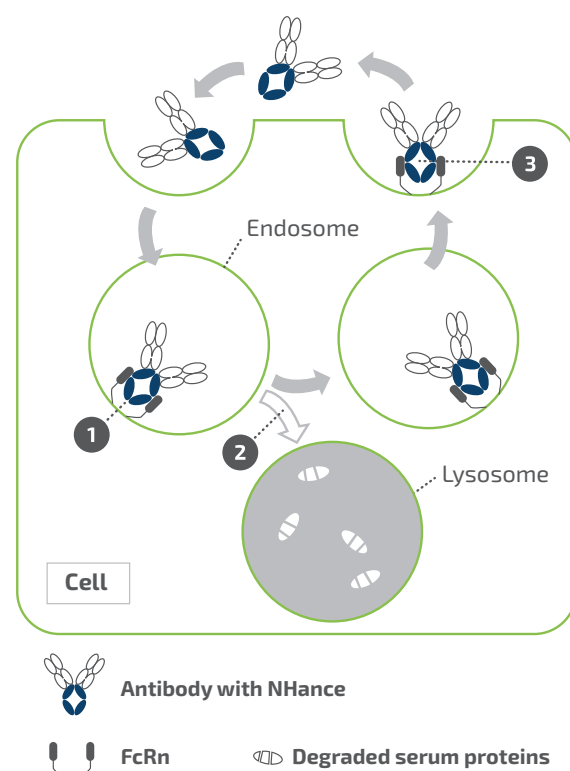 3
Endosome
1
2
Lysosome
Cell
Antibody with NHance
FcRn
Degraded serum proteins